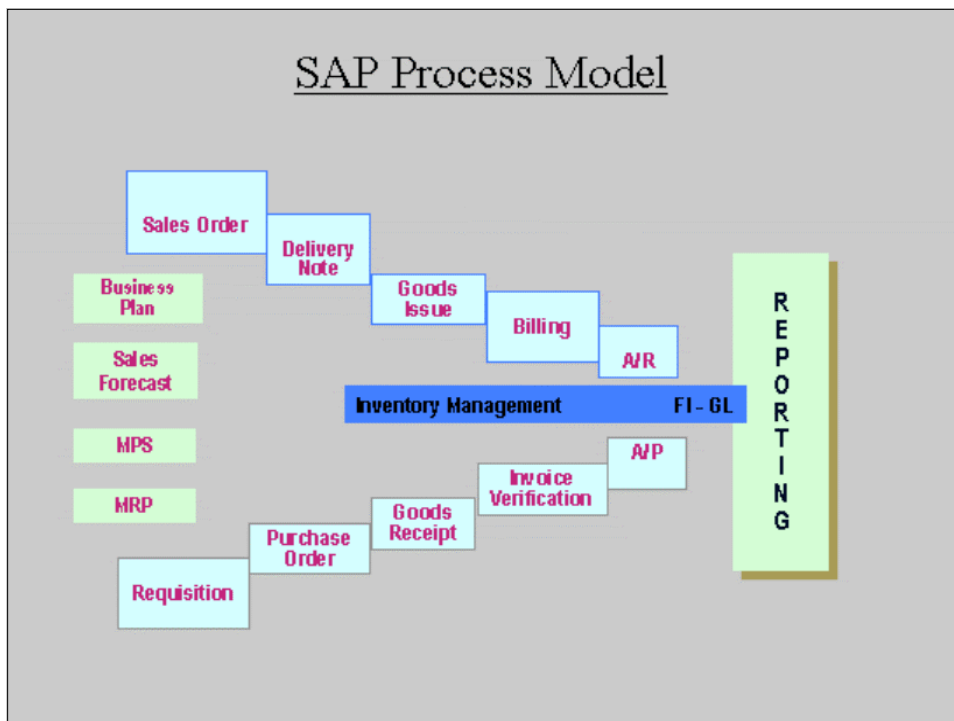 SAP Process Model
Sales Order
Delivery
Note
Goods
Issue
Billing
A/R
Business
Plan
Sales
Forecast
MPS
MRP
Inventory Management FI - GL
A/P
Invoice
Verification
Goods
Receipt
Purchase
Order
Requisition
REPORTING